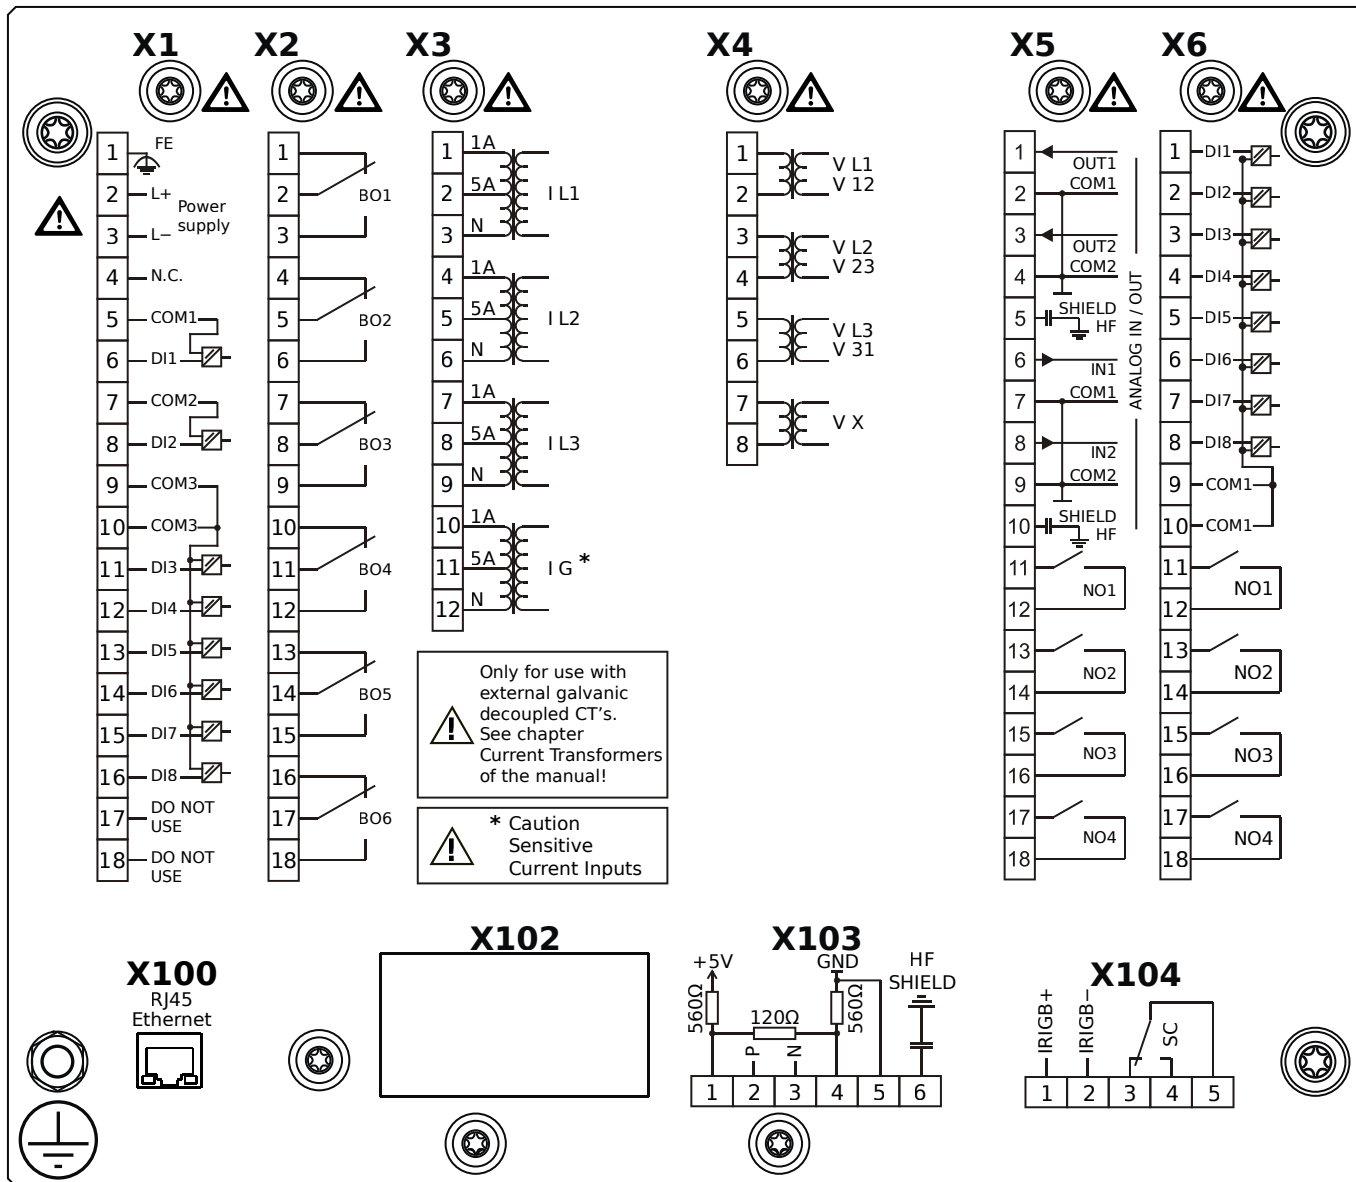 X1 X2 X3 X4 X5 X6
1 FE
2 L+
Power
supply
3 L−
4 N.C.
5 COM1
6 DI1
7 COM2
8 DI2
9 COM3
10 COM3
11 DI3
12 DI4
13 DI5
14 DI6
15 DI7
16 DI8
17 DO NOT
USE
18 DO NOT
USE
1
2 BO1
3
4
5 BO2
6
7
8 BO3
9
10
11 BO4
12
13
14 BO5
15
16
17 BO6
18
1 1A
2 5A I L1
3 N
4 1A
5 5A I L2
6 N
7 1A
8 5A I L3
9 N
10 1A
11 5A I G *
12 N
Only for use with
external galvanic
decoupled CT's.
See chapter
Current Transformers
of the manual!
* Caution
Sensitive
Current Inputs
1 V L1
2 V 12
3 V L2
4 V 23
5 V L3
6 V 31
7 V X
8
1 OUT1
2 COM1
3 OUT2
4 COM2
5 SHIELD
HF
6 IN1
7 COM1
8 IN2
9 COM2
10 SHIELD
HF
ANALOG IN / OUT
11 NO1
12
13 NO2
14
15 NO3
16
17 NO4
18
1 DI1
2 DI2
3 DI3
4 DI4
5 DI5
6 DI6
7 DI7
8 DI8
9 COM1
10 COM1
11 NO1
12
13 NO2
14
15 NO3
16
17 NO4
18
X100
RJ45
Ethernet
X102
X103
+5V GND HF
SHIELD
560Ω 120Ω 560Ω
P N
1 2 3 4 5 6
X104
IRIGB+ IRIGB− SC
1 2 3 4 5